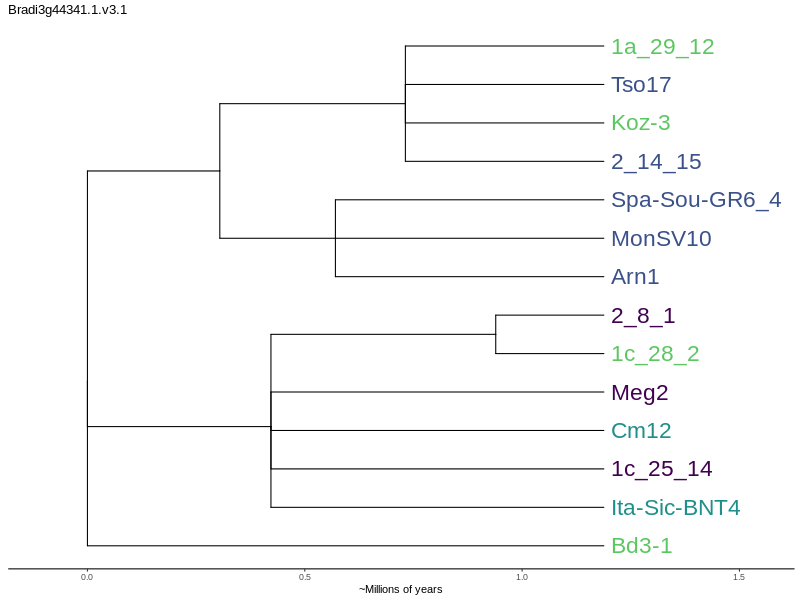 Bradi3g44341.1.v3.1
1a_29_12
Tso17
Koz-3
2_14_15
Spa-Sou-GR6_4
MonSV10
Arn1
2_8_1
1c_28_2
Meg2
Cm12
1c_25_14
Ita-Sic-BNT4
Bd3-1
0.0 0.5 1.0 1.5
~Millions of years